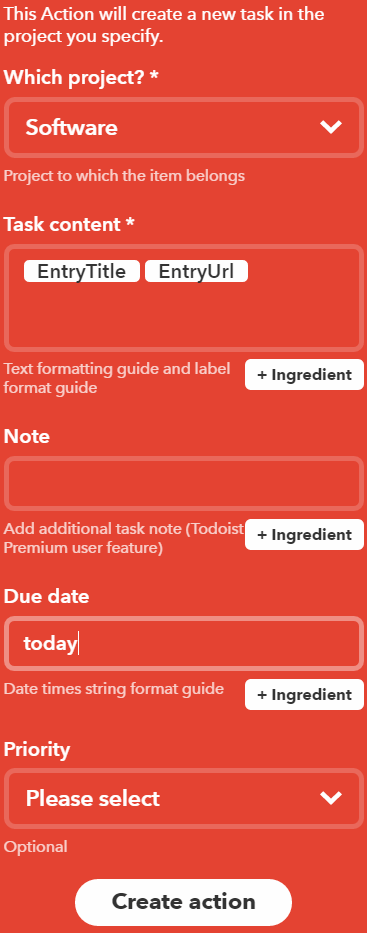 This Action will create a new task in the
project you specify.
Which project? *
Software
Project to which the item belongs
Task content *
EntryTitle EntryUrl
Text formatting guide and label
format guide
+ Ingredient
Note
Add additional task note (Todoist
Premium user feature)
+ Ingredient
Due date
today
Date times string format guide
+ Ingredient
Priority
Please select
Optional
Create action